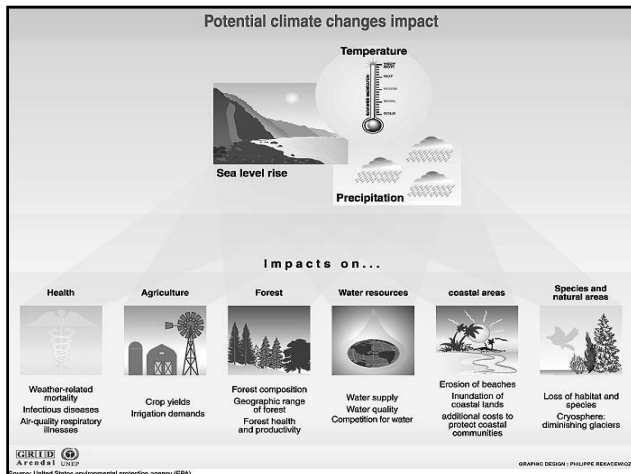 Potential climate changes impact
Temperature
Sea level rise
Precipitation
Impacts on...
Health
Agriculture
Forest
Water resources
coastal areas
Species and
natural areas
Weather-related
mortality
Infectious diseases
Air-quality respiratory
illnesses
Crop yields
Irrigation demands
Forest composition
Geographic range
of forest
Forest health
and productivity
Water supply
Water quality
Competition for water
Erosion of beaches
Inundation of
coastal lands
additional costs to
protect coastal
communities
Loss of habitat and
species
Cryosphere:
diminishing glaciers
GRID
Arendal UNEP
GRAPHIC DESIGN : PHILIPPE REKACEWICZ
Source: United States environmental protection agency (EPA)